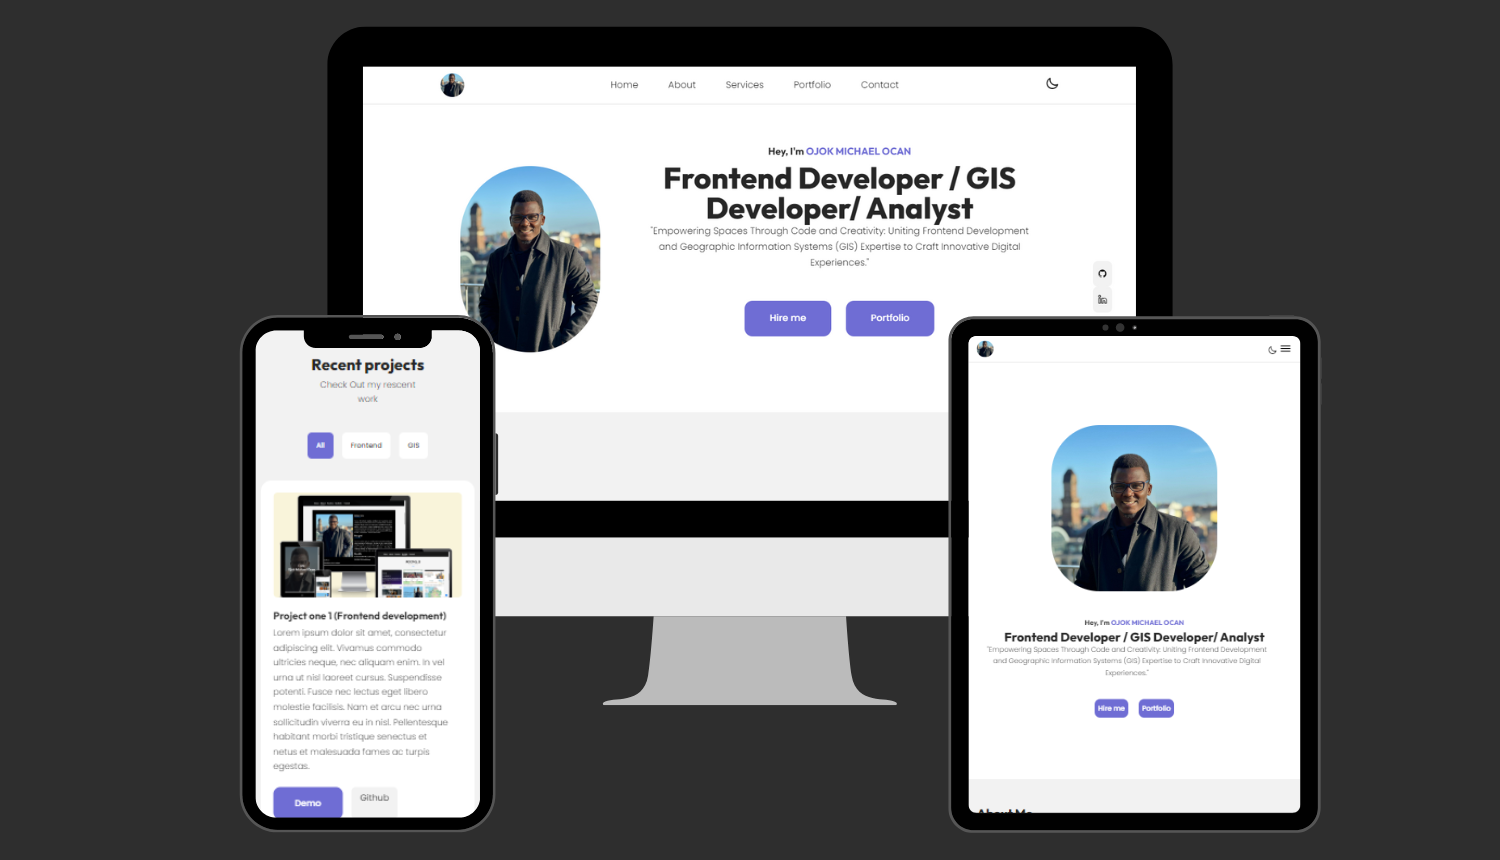 Home About Services Portfolio Contact
Hey, I'm OJOK MICHAEL OCAN
Frontend Developer / GIS
Developer/ Analyst
"Empowering Spaces Through Code and Creativity: Uniting Frontend Development
and Geographic Information Systems (GIS) Expertise to Craft Innovative Digital
Experiences."
Hire me Portfolio
Recent projects
Check Out my rescent
work
All Frontend GIS
Project one 1 (Frontend development)
Lorem ipsum dolor sit amet, consectetur
adipiscing elit. Vivamus commodo
ultricies neque, nec aliquam enim. In vel
urna ut nisl laoreet cursus. Suspendisse
potenti. Fusce nec lectus eget libero
molestie facilisis. Nam et arcu nec urna
sollicitudin viverra eu in nisl. Pellentesque
habitant morbi tristique senectus et
netus et malesuada fames ac turpis
egestas.
Demo Github
Hey, I'm OJOK MICHAEL OCAN
Frontend Developer / GIS Developer/ Analyst
"Empowering Spaces Through Code and Creativity: Uniting Frontend Development
and Geographic Information Systems (GIS) Expertise to Craft Innovative Digital
Experiences."
Hire me Portfolio
About Me